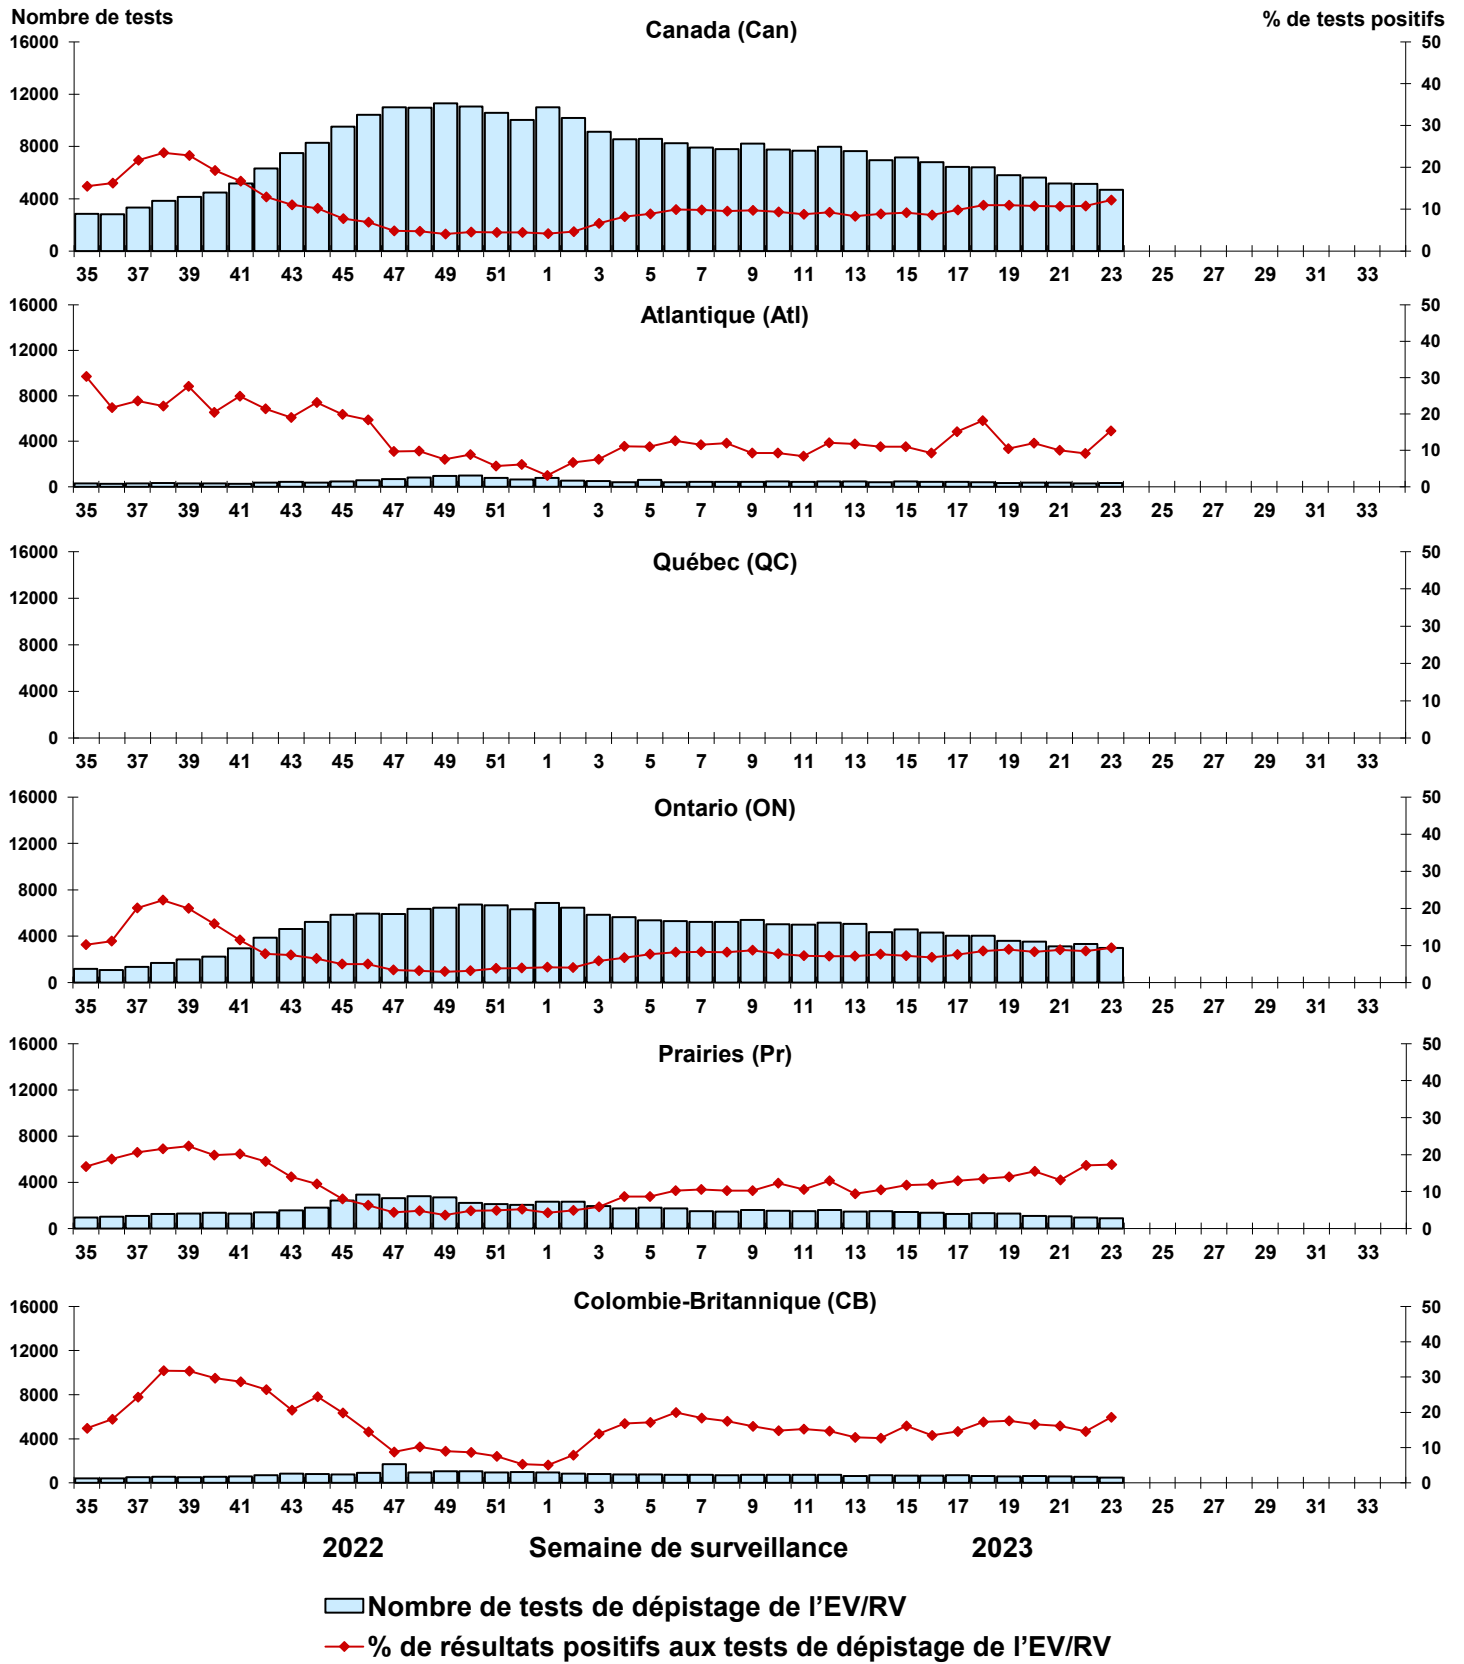 Nombre de tests
% de tests positifs
Canada (Can)
16000 50
12000 40
30
8000
20
4000 10
0 0
35 37 39 41 43 45 47 49 51 1 3 5 7 9 11 13 15 17 19 21 23 25 27 29 31 33
Atlantique (Atl)
16000 50
12000 40
30
8000
20
4000 10
0 0
35 37 39 41 43 45 47 49 51 1 3 5 7 9 11 13 15 17 19 21 23 25 27 29 31 33
Québec (QC)
16000 50
12000 40
30
8000
20
4000 10
0 0
35 37 39 41 43 45 47 49 51 1 3 5 7 9 11 13 15 17 19 21 23 25 27 29 31 33
Ontario (ON)
16000 50
12000 40
30
8000
20
4000 10
0 0
35 37 39 41 43 45 47 49 51 1 3 5 7 9 11 13 15 17 19 21 23 25 27 29 31 33
Prairies (Pr)
16000 50
12000 40
30
8000
20
4000 10
0 0
35 37 39 41 43 45 47 49 51 1 3 5 7 9 11 13 15 17 19 21 23 25 27 29 31 33
Colombie-Britannique (CB)
16000 50
12000 40
30
8000
20
4000 10
0 0
35 37 39 41 43 45 47 49 51 1 3 5 7 9 11 13 15 17 19 21 23 25 27 29 31 33
2022 Semaine de surveillance 2023
Nombre de tests de dépistage de l’EV/RV
% de résultats positifs aux tests de dépistage de l’EV/RV